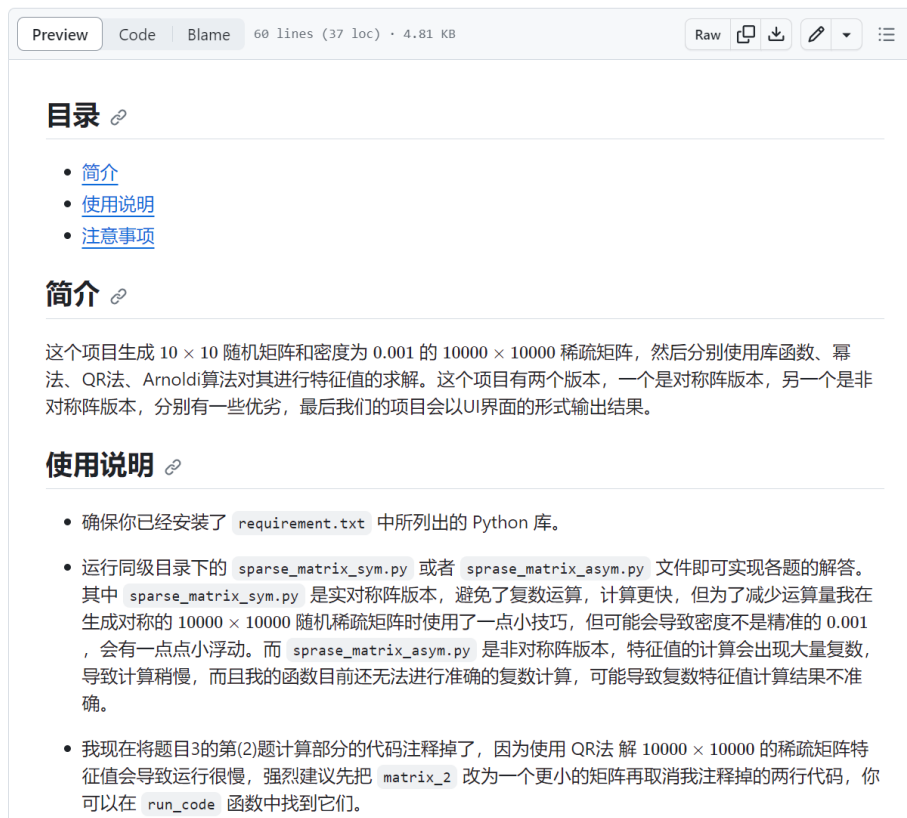 Preview Code Blame 60 lines (37 loc) · 4.81 KB Raw
目录
简介
使用说明
注意事项
简介
这个项目生成 10 × 10 随机矩阵和密度为 0.001 的 10000 × 10000 稀疏矩阵，然后分别使用库函数、幂
法、QR法、Arnoldi算法对其进行特征值的求解。这个项目有两个版本，一个是对称阵版本，另一个是非
对称阵版本，分别有一些优劣，最后我们的项目会以UI界面的形式输出结果。
使用说明
确保你已经安装了 requirement.txt 中所列出的 Python 库。
运行同级目录下的 sparse_matrix_sym.py 或者 sprase_matrix_asym.py 文件即可实现各题的解答。
其中 sparse_matrix_sym.py 是实对称阵版本，避免了复数运算，计算更快，但为了减少运算量我在
生成对称的 10000 × 10000 随机稀疏矩阵时使用了一点小技巧，但可能会导致密度不是精准的 0.001
，会有一点点小浮动。而 sprase_matrix_asym.py 是非对称阵版本，特征值的计算会出现大量复数，
导致计算稍慢，而且我的函数目前还无法进行准确的复数计算，可能导致复数特征值计算结果不准
确。
我现在将题目3的第(2)题计算部分的代码注释掉了，因为使用 QR法 解 10000 × 10000 的稀疏矩阵特
征值会导致运行很慢，强烈建议先把 matrix_2 改为一个更小的矩阵再取消我注释掉的两行代码，你
可以在 run_code 函数中找到它们。